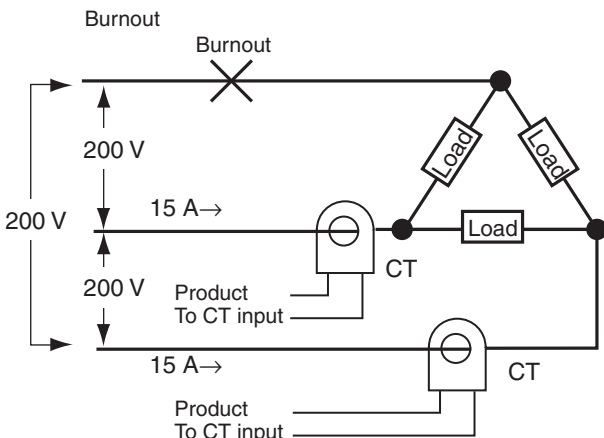 Burnout
Burnout
200 V
Load
Load
15 A→
200 V
Load
200 V
CT
Product
To CT input
15 A→
CT
Product
To CT input